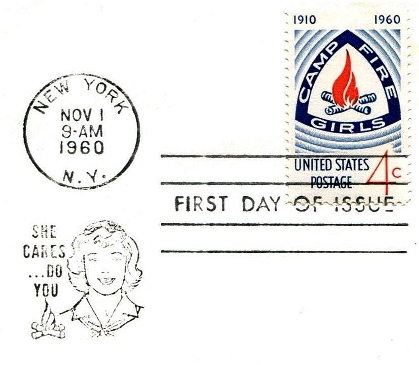 1910 1960
CAMP FIRE
GIRLS
UNITED STATES
POSTAGE 4c
NEW YORK
NOV 1
9-AM
1960
N.Y.
FIRST DAY OF ISSUE
SHE
CARES
...DO
YOU